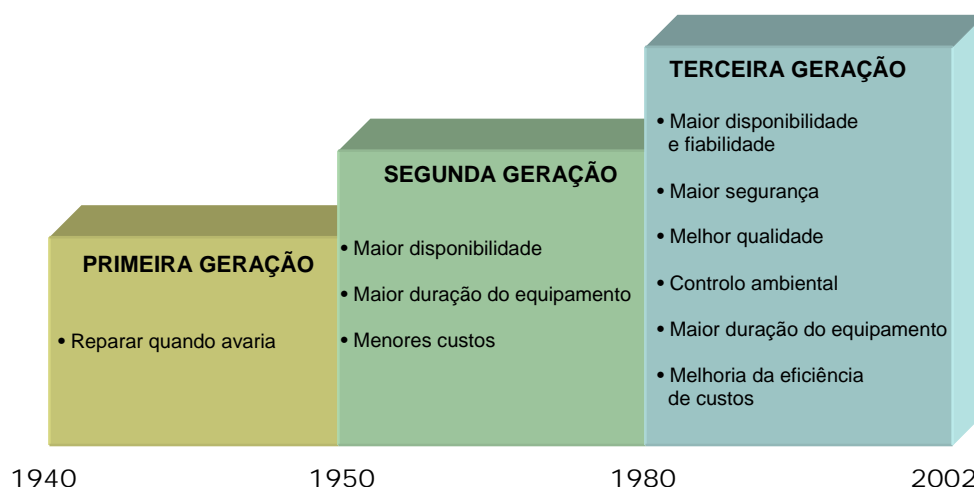 PRIMEIRA GERAÇÃO
• Reparar quando avaria
SEGUNDA GERAÇÃO
• Maior disponibilidade
• Maior duração do equipamento
• Menores custos
TERCEIRA GERAÇÃO
• Maior disponibilidade
e fiabilidade
• Maior segurança
• Melhor qualidade
• Controlo ambiental
• Maior duração do equipamento
• Melhoria da eficiência
de custos
1940 1950 1980 2002